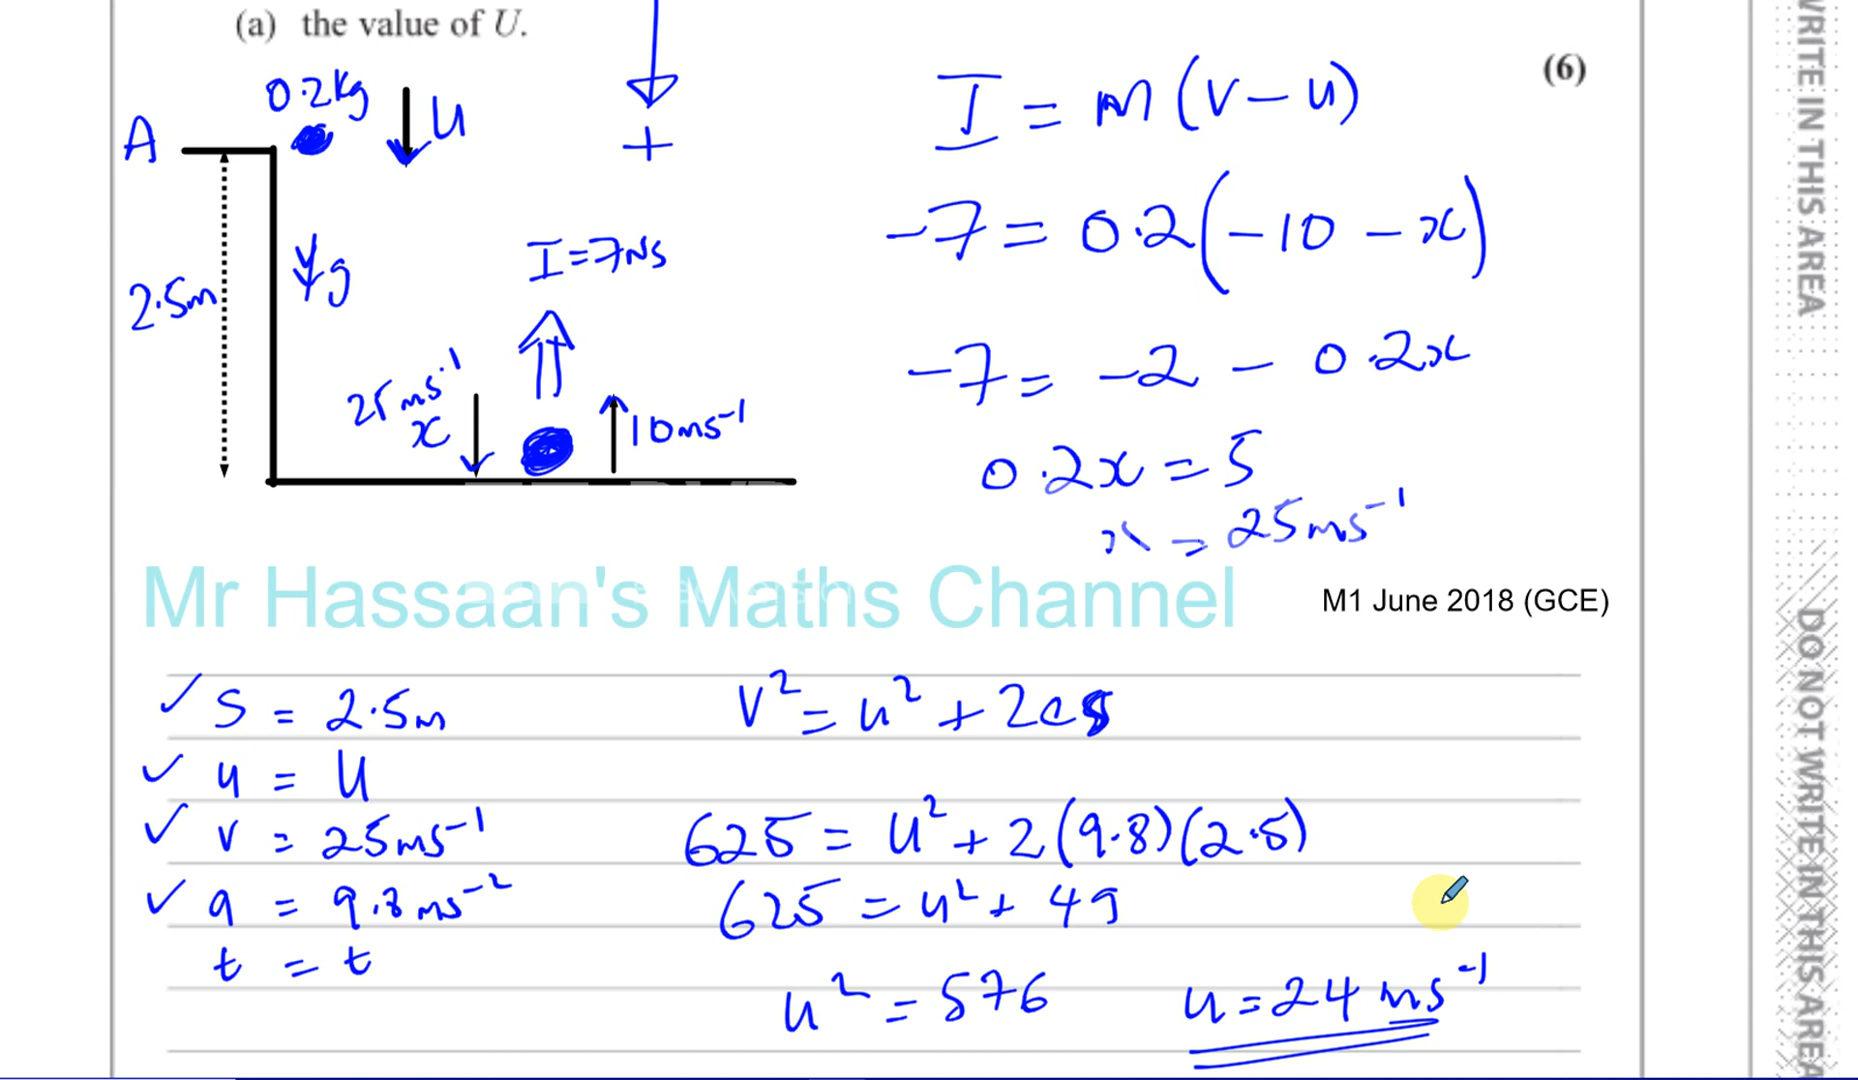 (a) the value of U.
(6)
0.2kg
A
U
+
g
2.5m
I=7Ns
25ms⁻¹
x
10ms⁻¹
I = m(v-u)
-7 = 0.2(-10 - x)
-7 = -2 - 0.2x
0.2x = 5
x = 25ms⁻¹
Mr Hassaan's Maths Channel
M1 June 2018 (GCE)
✓ s = 2.5m
✓ u = U
✓ v = 25ms⁻¹
✓ a = 9.8ms⁻²
t = t
v² = u² + 2as
625 = u² + 2(9.8)(2.5)
625 = u² + 49
u² = 576
u = 24 ms⁻¹
WRITE IN THIS AREA
DO NOT WRITE IN THIS AREA